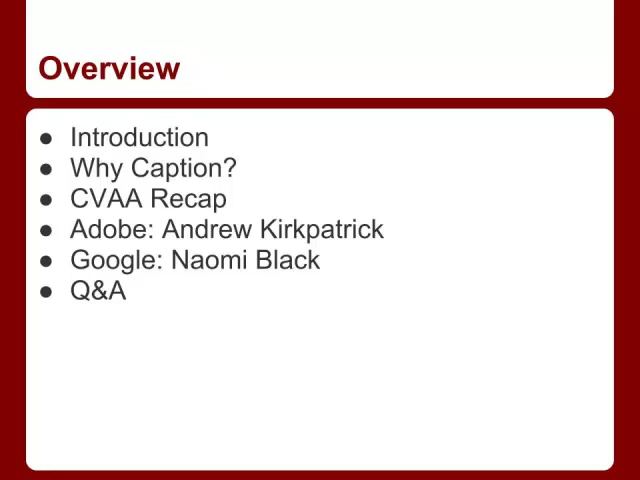 Overview
● Introduction
● Why Caption?
● CVAA Recap
● Adobe: Andrew Kirkpatrick
● Google: Naomi Black
● Q&A